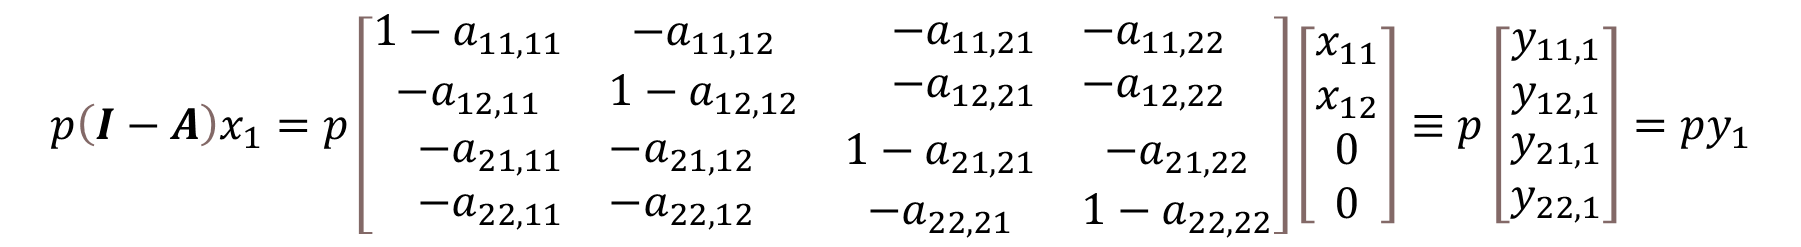 p(I − A)x₁ = p [1 − a₁₁,₁₁ −a₁₁,₁₂ −a₁₁,₂₁ −a₁₁,₂₂; −a₁₂,₁₁ 1 − a₁₂,₁₂ −a₁₂,₂₁ −a₁₂,₂₂; −a₂₁,₁₁ −a₂₁,₁₂ 1 − a₂₁,₂₁ −a₂₁,₂₂; −a₂₂,₁₁ −a₂₂,₁₂ −a₂₂,₂₁ 1 − a₂₂,₂₂] [x₁₁; x₁₂; 0; 0] ≡ p [y₁₁,₁; y₁₂,₁; y₂₁,₁; y₂₂,₁] = py₁